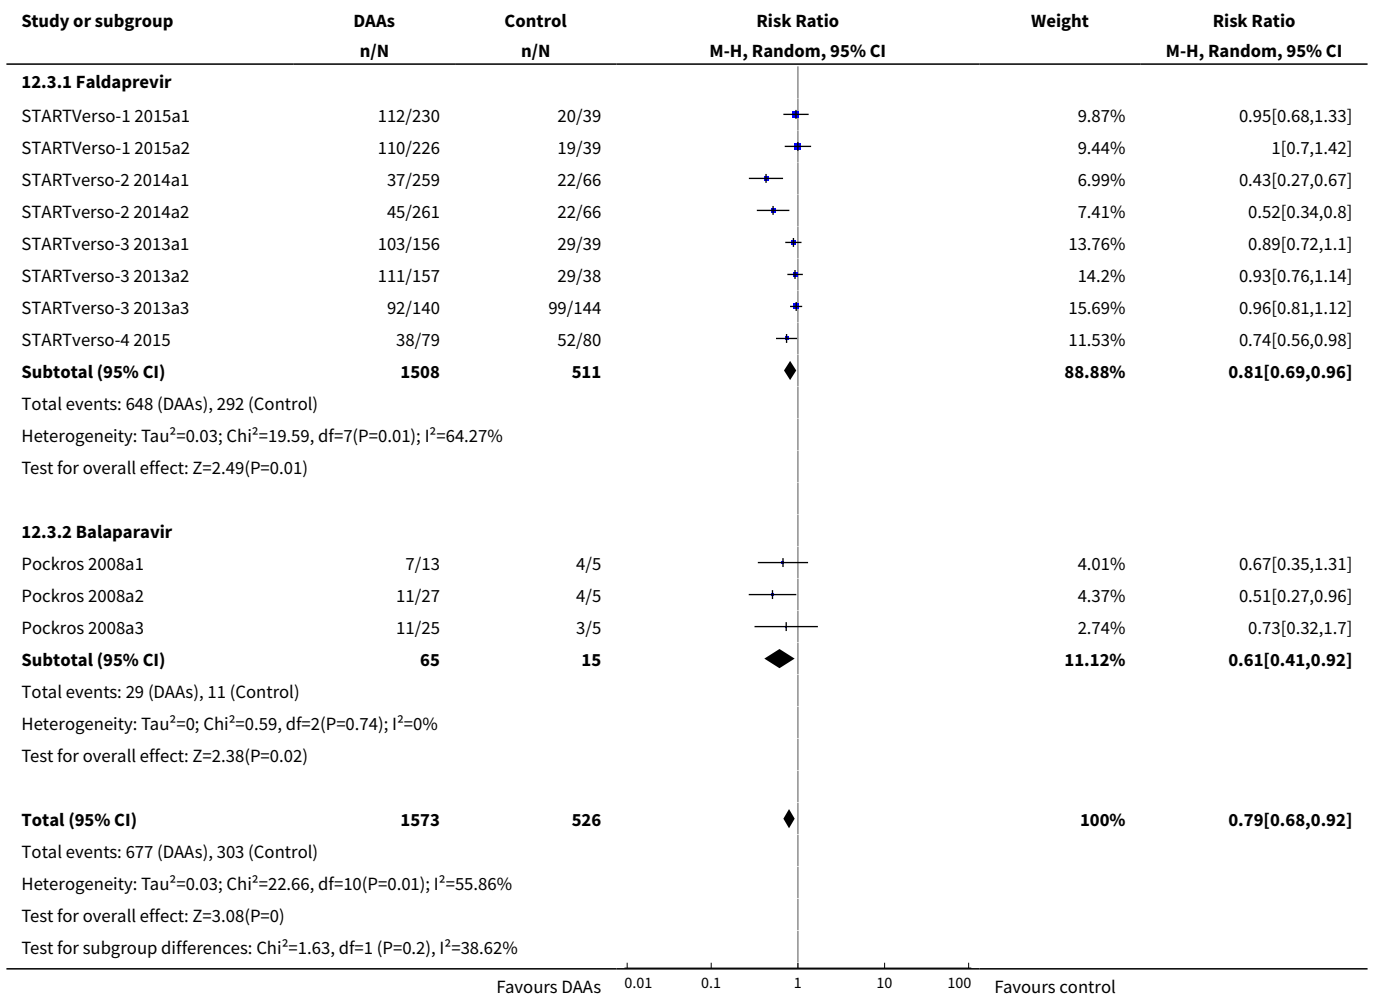 Study or subgroup DAAs Control Risk Ratio Weight Risk Ratio
n/N n/N M-H, Random, 95% CI M-H, Random, 95% CI
12.3.1 Faldaprevir
STARTVerso-1 2015a1 112/230 20/39 9.87% 0.95[0.68,1.33]
STARTVerso-1 2015a2 110/226 19/39 9.44% 1[0.7,1.42]
STARTverso-2 2014a1 37/259 22/66 6.99% 0.43[0.27,0.67]
STARTverso-2 2014a2 45/261 22/66 7.41% 0.52[0.34,0.8]
STARTverso-3 2013a1 103/156 29/39 13.76% 0.89[0.72,1.1]
STARTverso-3 2013a2 111/157 29/38 14.2% 0.93[0.76,1.14]
STARTverso-3 2013a3 92/140 99/144 15.69% 0.96[0.81,1.12]
STARTverso-4 2015 38/79 52/80 11.53% 0.74[0.56,0.98]
Subtotal (95% CI) 1508 511 88.88% 0.81[0.69,0.96]
Total events: 648 (DAAs), 292 (Control)
Heterogeneity: Tau²=0.03; Chi²=19.59, df=7(P=0.01); I²=64.27%
Test for overall effect: Z=2.49(P=0.01)
12.3.2 Balaparavir
Pockros 2008a1 7/13 4/5 4.01% 0.67[0.35,1.31]
Pockros 2008a2 11/27 4/5 4.37% 0.51[0.27,0.96]
Pockros 2008a3 11/25 3/5 2.74% 0.73[0.32,1.7]
Subtotal (95% CI) 65 15 11.12% 0.61[0.41,0.92]
Total events: 29 (DAAs), 11 (Control)
Heterogeneity: Tau²=0; Chi²=0.59, df=2(P=0.74); I²=0%
Test for overall effect: Z=2.38(P=0.02)
Total (95% CI) 1573 526 100% 0.79[0.68,0.92]
Total events: 677 (DAAs), 303 (Control)
Heterogeneity: Tau²=0.03; Chi²=22.66, df=10(P=0.01); I²=55.86%
Test for overall effect: Z=3.08(P=0)
Test for subgroup differences: Chi²=1.63, df=1 (P=0.2), I²=38.62%
Favours DAAs 0.01 0.1 1 10 100 Favours control